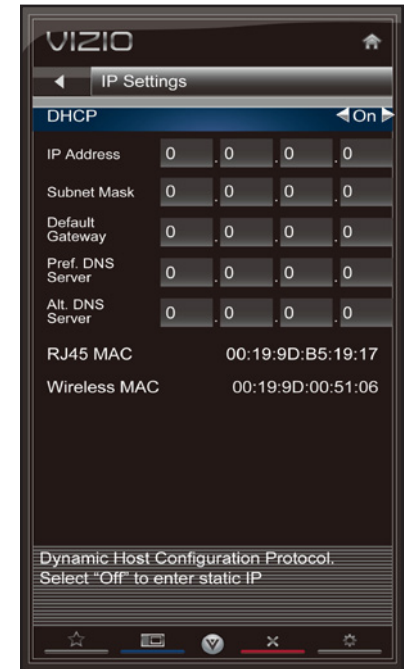 VIZIO
IP Settings
DHCP On
IP Address 0 . 0 . 0 . 0
Subnet Mask 0 . 0 . 0 . 0
Default
Gateway 0 . 0 . 0 . 0
Pref. DNS
Server 0 . 0 . 0 . 0
Alt. DNS
Server 0 . 0 . 0 . 0
RJ45 MAC 00:19:9D:B5:19:17
Wireless MAC 00:19:9D:00:51:06
Dynamic Host Configuration Protocol.
Select “Off” to enter static IP
V